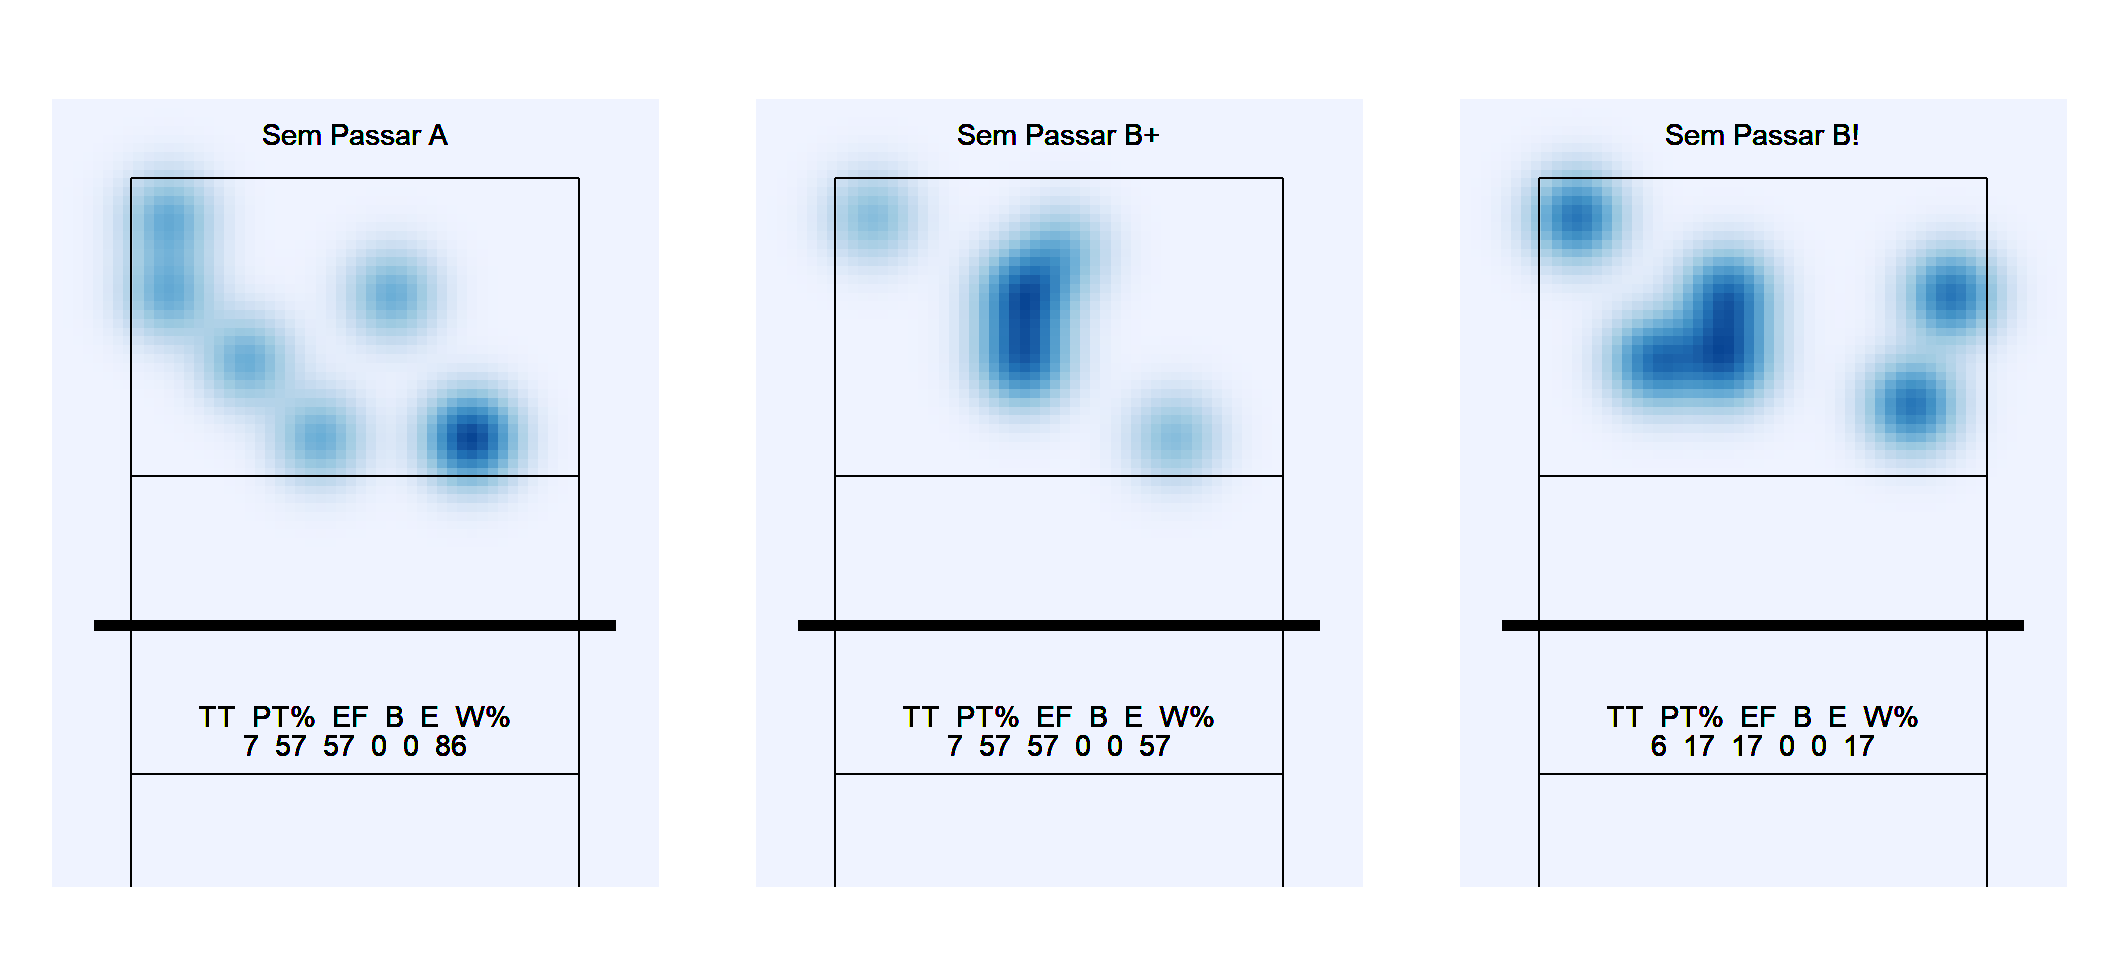 Sem Passar A
TT PT% EF B E W%
7 57 57 0 0 86
Sem Passar B+
TT PT% EF B E W%
7 57 57 0 0 57
Sem Passar B!
TT PT% EF B E W%
6 17 17 0 0 17